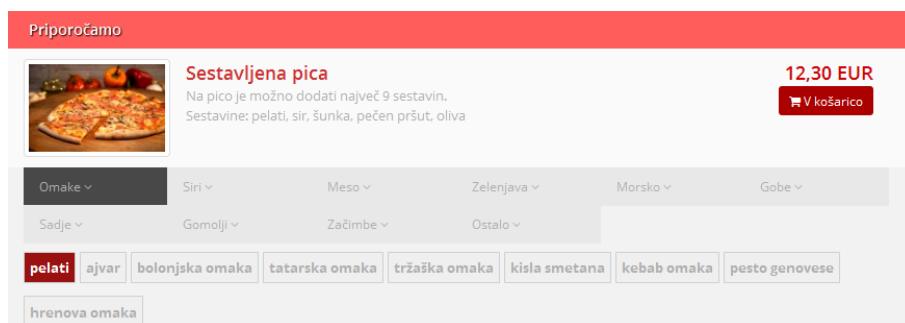 Priporočamo
Sestavljena pica
12,30 EUR
Na pico je možno dodati največ 9 sestavin.
V košarico
Sestavine: pelati, sir, šunka, pečen pršut, oliva
Omake Siri Meso Zelenjava Morsko Gobe
Sadje Gomolji Začimbe Ostalo
pelati ajvar bolonjska omaka tatarska omaka tržaška omaka kisla smetana kebab omaka pesto genovese
hrenova omaka